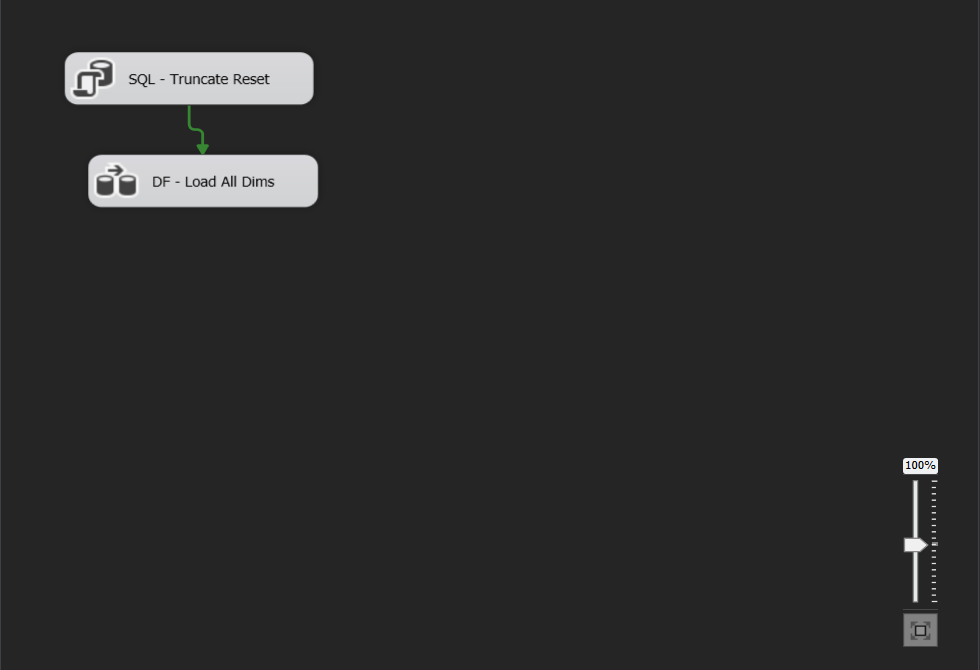 SQL - Truncate Reset
DF - Load All Dims
100%